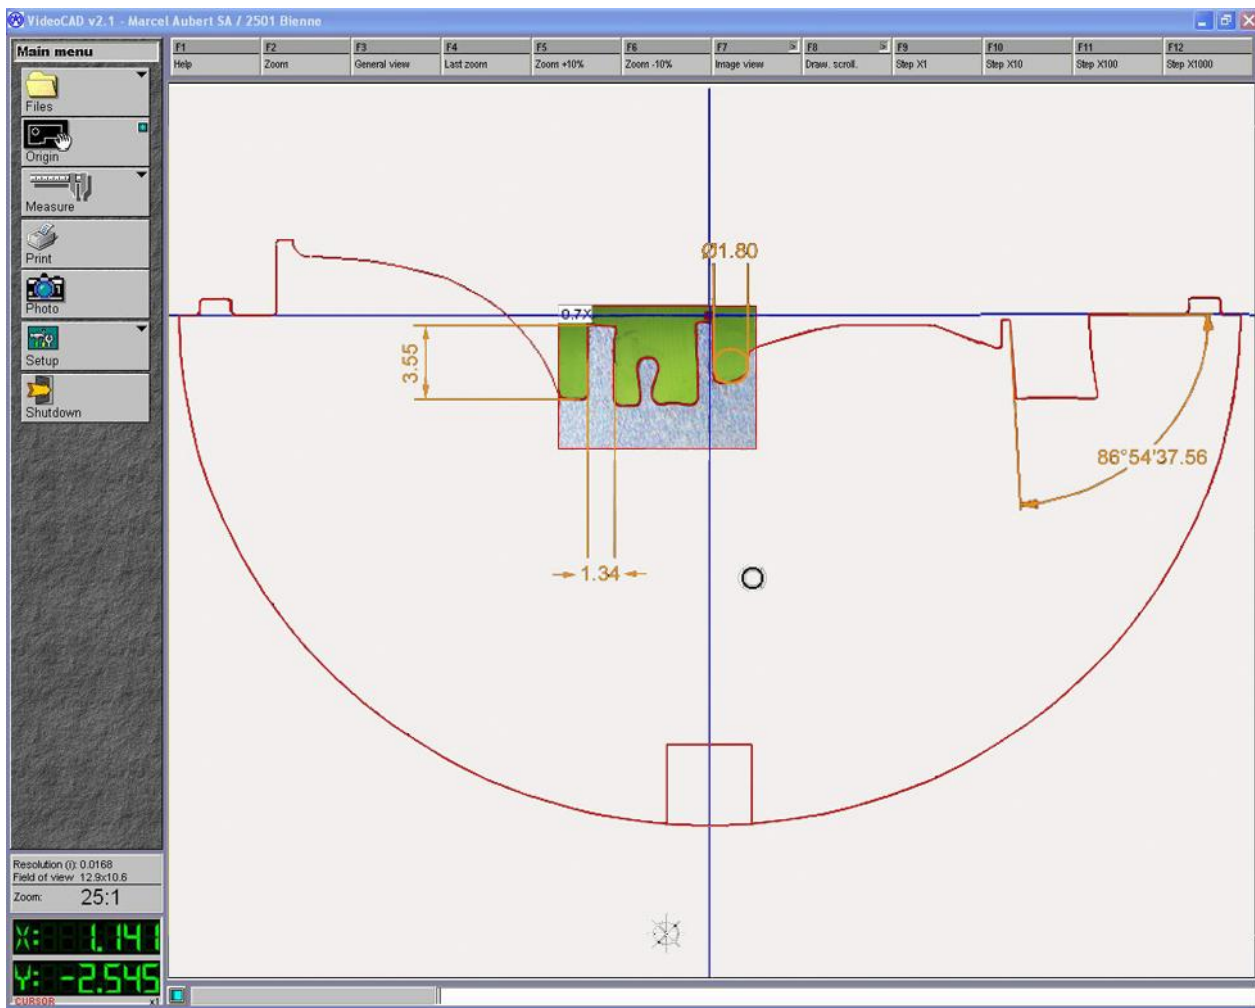 VideoCAD v2.1 - Marcel Aubert SA / 2501 Bienne
Main menu
Files
Origin
Measure
Print
Photo
Setup
Shutdown
F1 F2 F3 F4 F5 F6 F7 F8 F9 F10 F11 F12
Help Zoom General view Last zoom Zoom +10% Zoom -10% Image view Draw. scroll. Step X1 Step X10 Step X100 Step X1000
Ø1.80
0.7X
3.55
86°54'37.56
1.34
Resolution (i): 0.0168
Field of view 12.9x10.6
Zoom: 25:1
X: 1.141
Y: -2.545
CURSOR x1